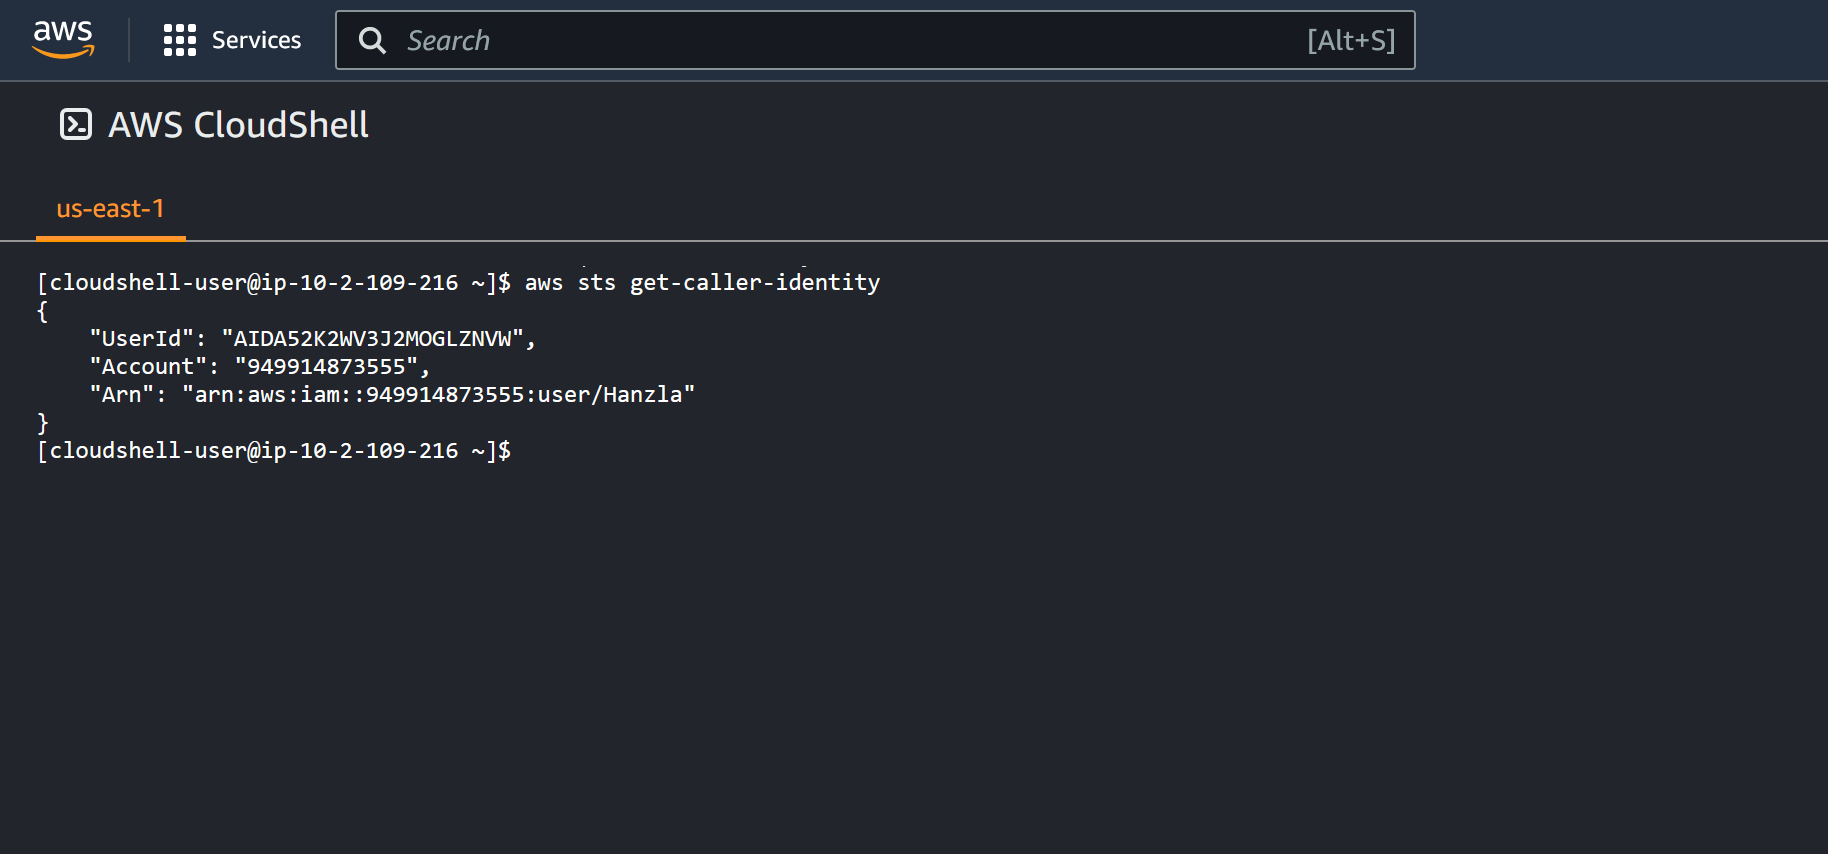 aws
Services
Search
[Alt+S]
AWS CloudShell
us-east-1
[cloudshell-user@ip-10-2-109-216 ~]$ aws sts get-caller-identity
{
    "UserId": "AIDA52K2WV3J2MOGLZNVW",
    "Account": "949914873555",
    "Arn": "arn:aws:iam::949914873555:user/Hanzla"
}
[cloudshell-user@ip-10-2-109-216 ~]$